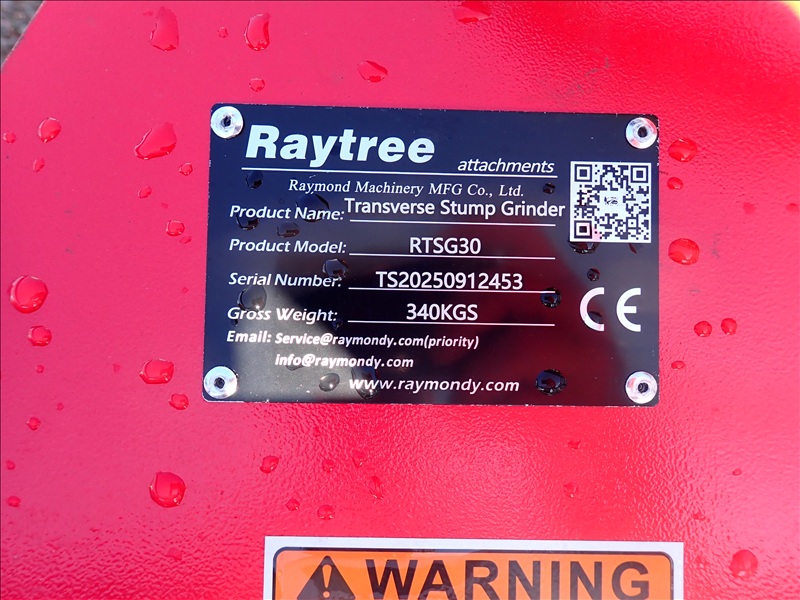 Raytree
attachments
Raymond Machinery MFG Co., Ltd.
Product Name: Transverse Stump Grinder
Product Model: RTSG30
Serial Number: TS20250912453
Gross Weight: 340KGS
CE
Email: Service@raymondy.com(priority)
info@raymondy.com
www.raymondy.com
WARNING